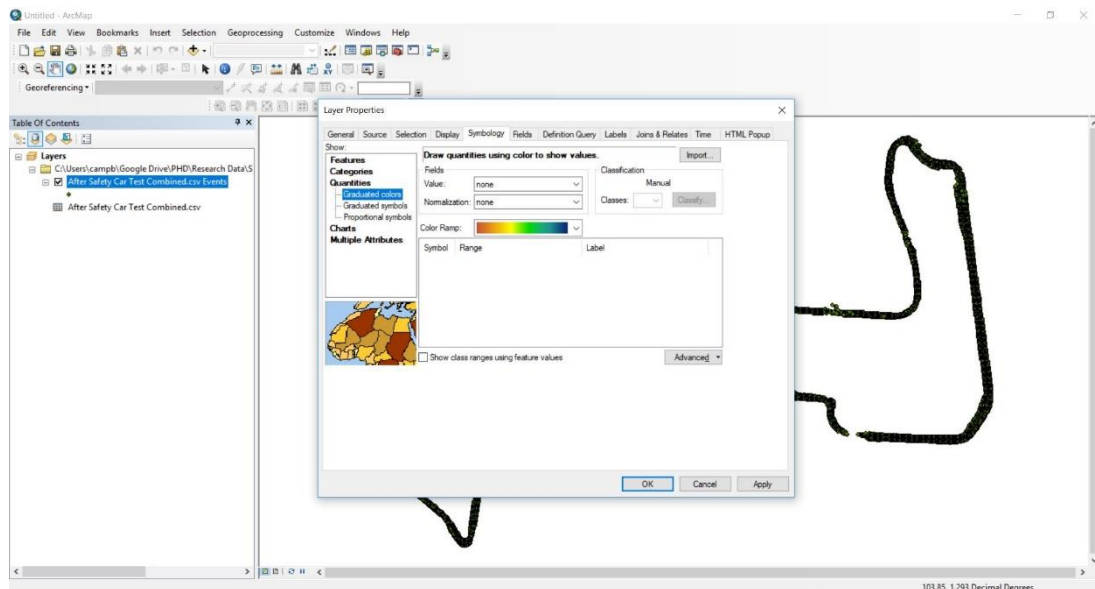 Untitled - ArcMap
File Edit View Bookmarks Insert Selection Geoprocessing Customize Windows Help
Georeferencing
Table Of Contents
Layers
C:\Users\campb\Google Drive\PHD\Research Data\S
After Safety Car Test Combined.csv Events
After Safety Car Test Combined.csv
Layer Properties
General Source Selection Display Symbology Fields Definition Query Labels Joins & Relates Time HTML Popup
Show:
Features
Categories
Quantities
Graduated colors
Graduated symbols
Proportional symbols
Charts
Multiple Attributes
Draw quantities using color to show values.
Import...
Fields
Value: none
Normalization: none
Classification
Manual
Classes:
Classify...
Color Ramp:
Symbol Range Label
Show class ranges using feature values
Advanced
OK Cancel Apply
103.85 1.293 Decimal Degrees